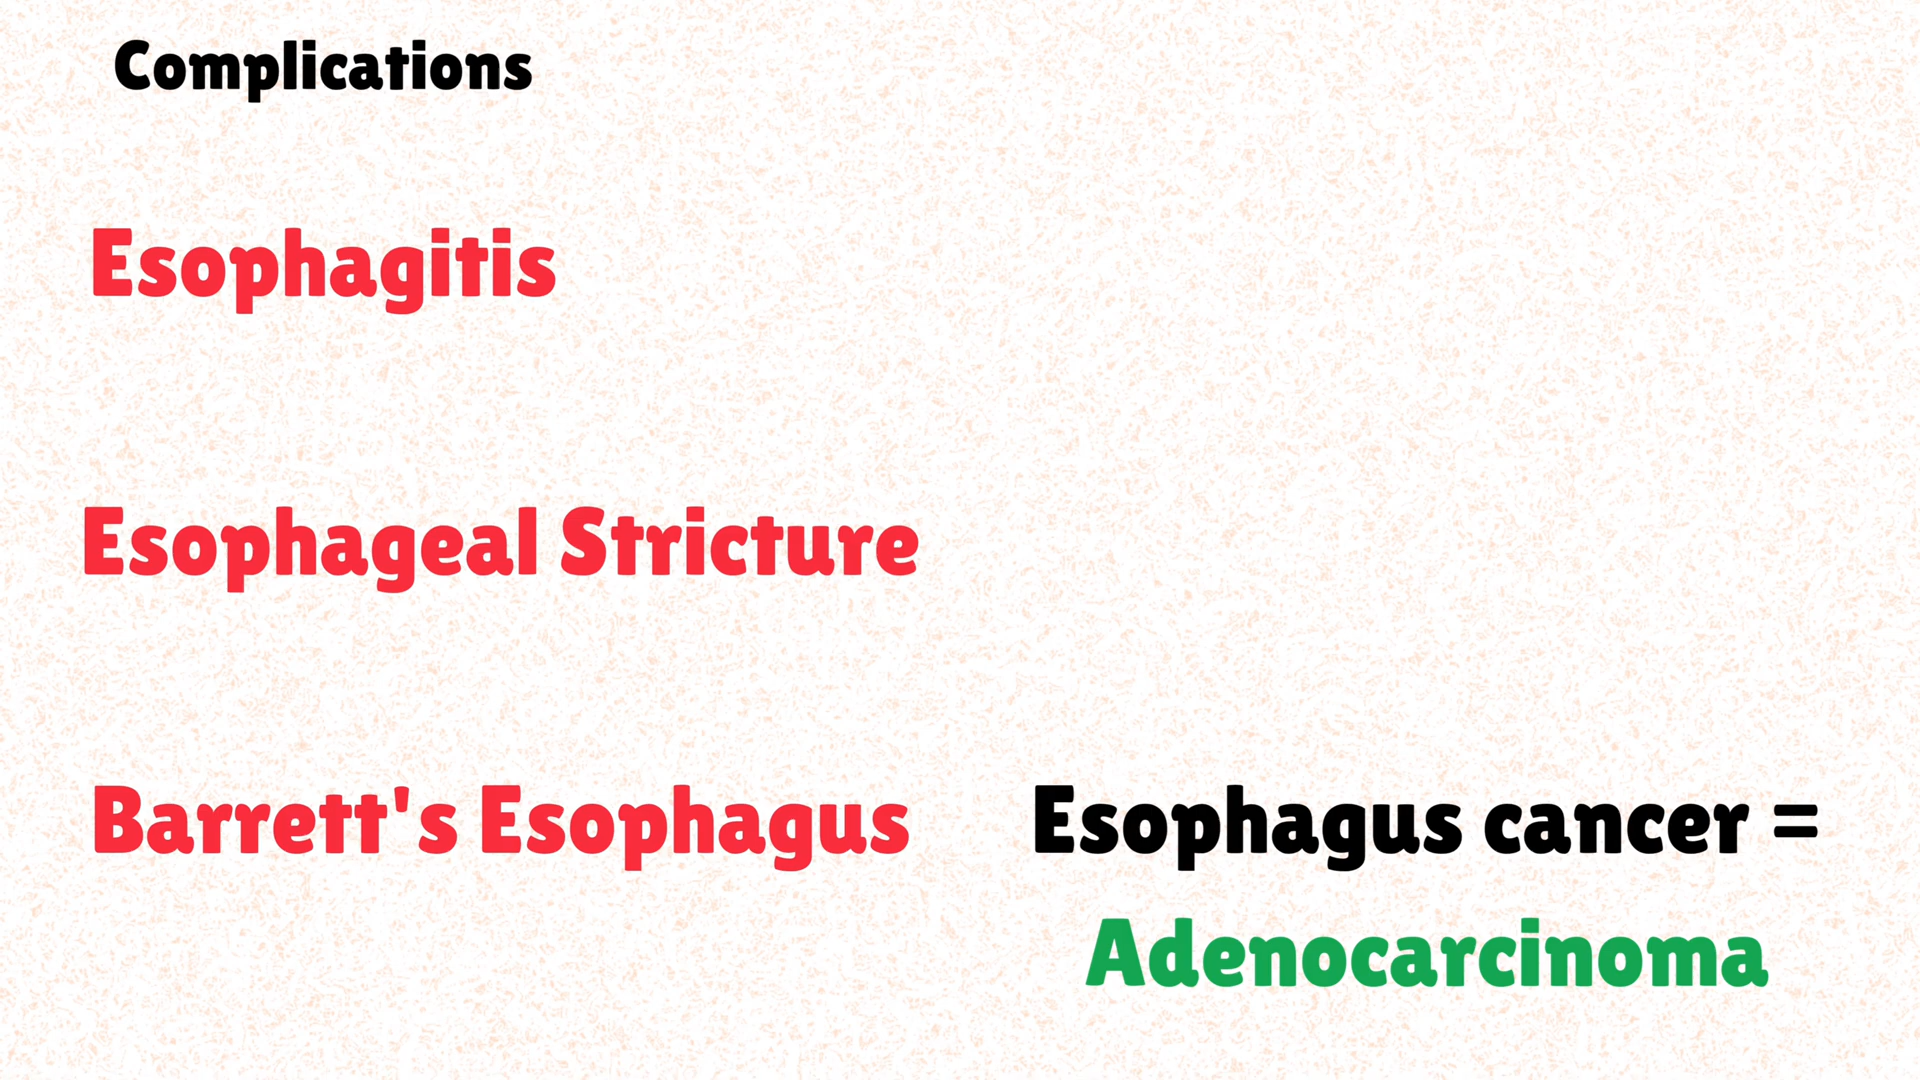 Complications
Esophagitis
Esophageal Stricture
Barrett's Esophagus
Esophagus cancer =
Adenocarcinoma